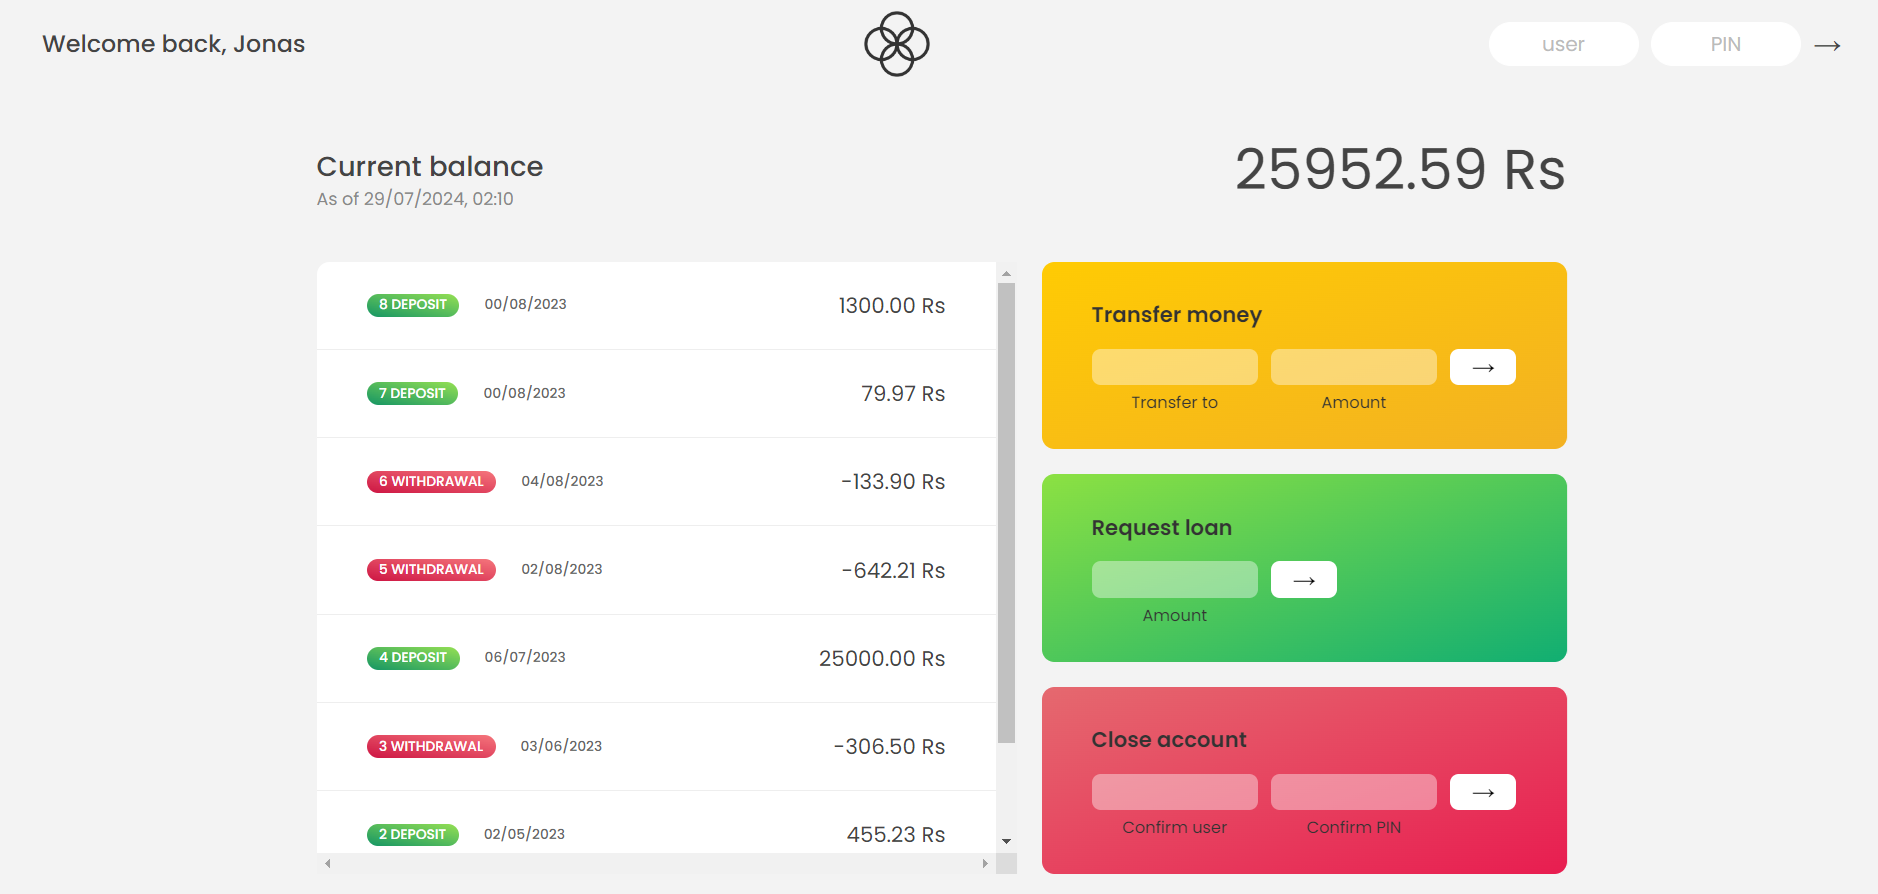 Welcome back, Jonas
user PIN →
Current balance
As of 29/07/2024, 02:10
25952.59 Rs
8 DEPOSIT 00/08/2023 1300.00 Rs
7 DEPOSIT 00/08/2023 79.97 Rs
6 WITHDRAWAL 04/08/2023 -133.90 Rs
5 WITHDRAWAL 02/08/2023 -642.21 Rs
4 DEPOSIT 06/07/2023 25000.00 Rs
3 WITHDRAWAL 03/06/2023 -306.50 Rs
2 DEPOSIT 02/05/2023 455.23 Rs
Transfer money
→
Transfer to Amount
Request loan
→
Amount
Close account
→
Confirm user Confirm PIN